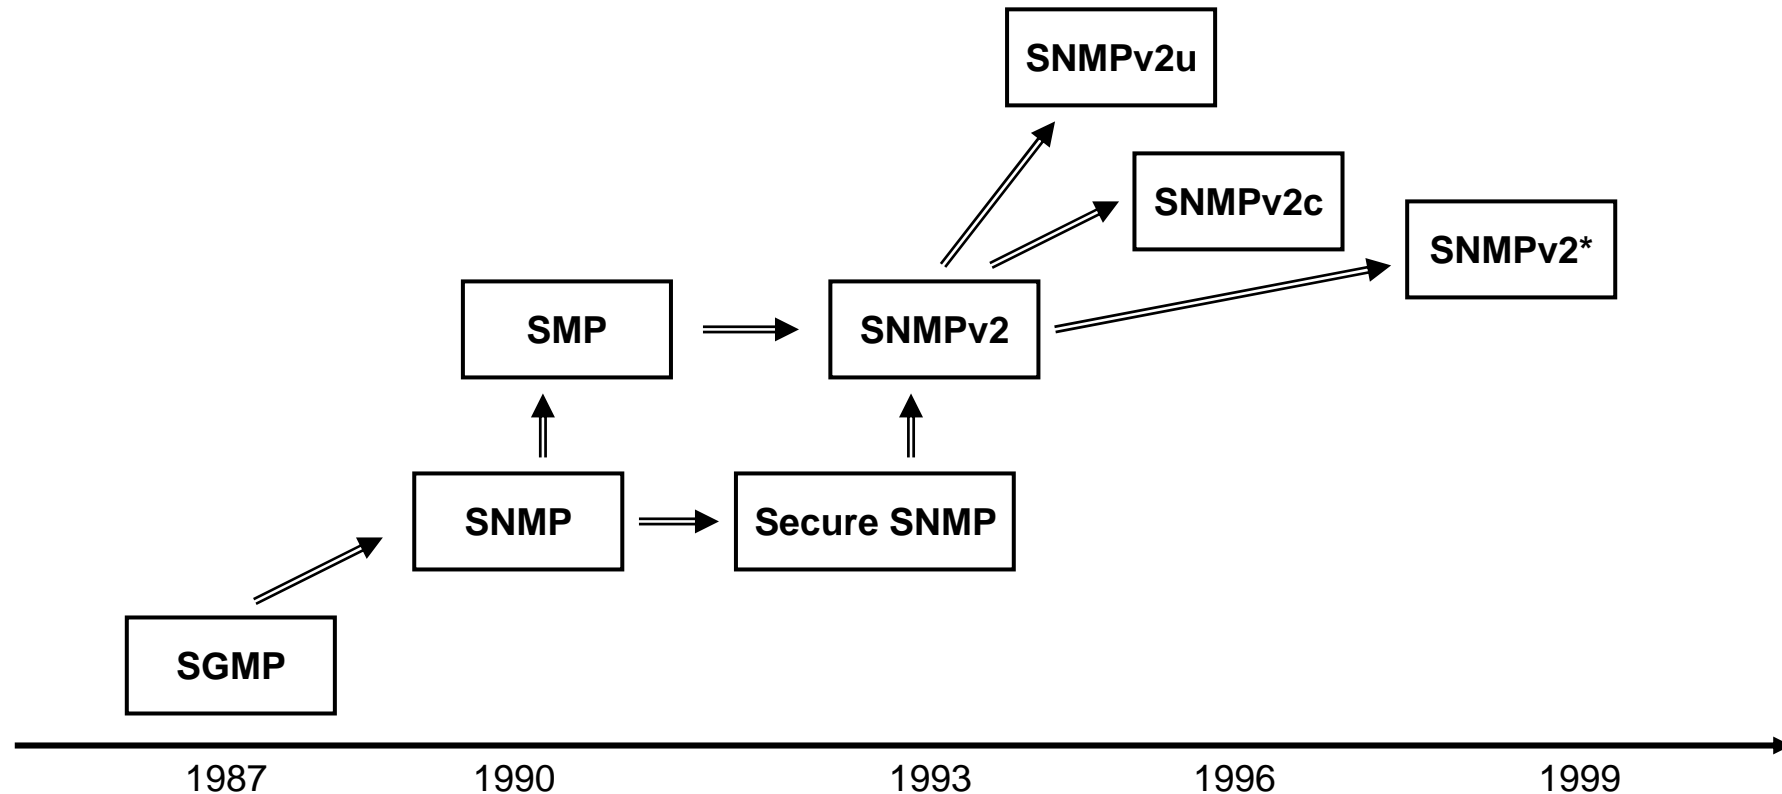 SNMPv2u
SNMPv2c
SNMPv2*
SMP
SNMPv2
SNMP
Secure SNMP
SGMP
1987
1990
1993
1996
1999